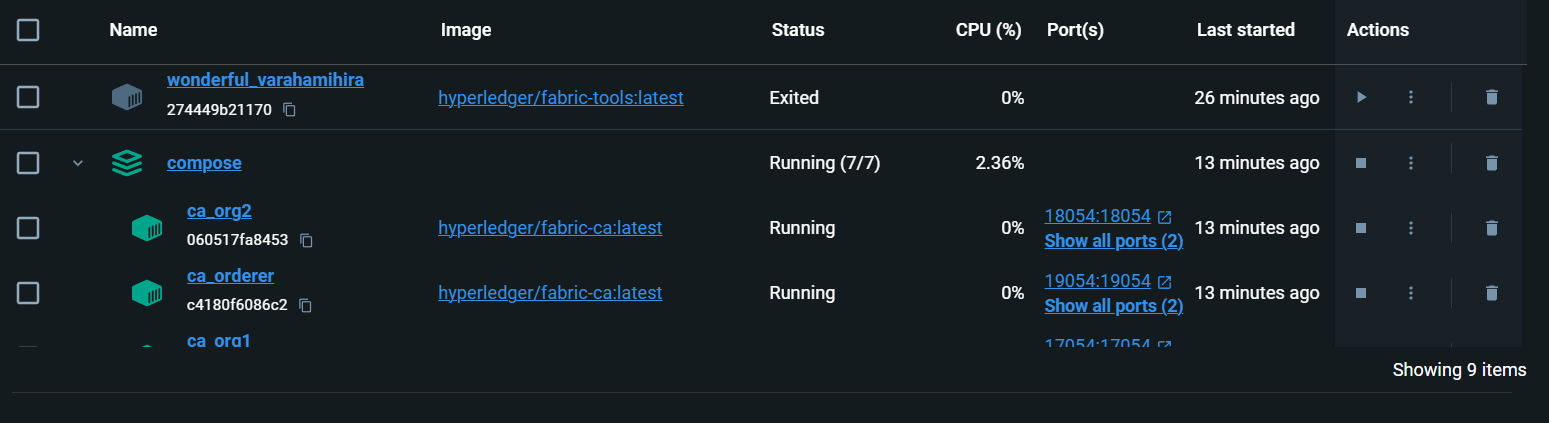 Name Image Status CPU (%) Port(s) Last started Actions
wonderful_varahamihira
274449b21170
hyperledger/fabric-tools:latest Exited 0% 26 minutes ago
compose Running (7/7) 2.36% 13 minutes ago
ca_org2
060517fa8453
hyperledger/fabric-ca:latest Running 0% 18054:18054
Show all ports (2) 13 minutes ago
ca_orderer
c4180f6086c2
hyperledger/fabric-ca:latest Running 0% 19054:19054
Show all ports (2) 13 minutes ago
ca_org1 17054:17054
Showing 9 items